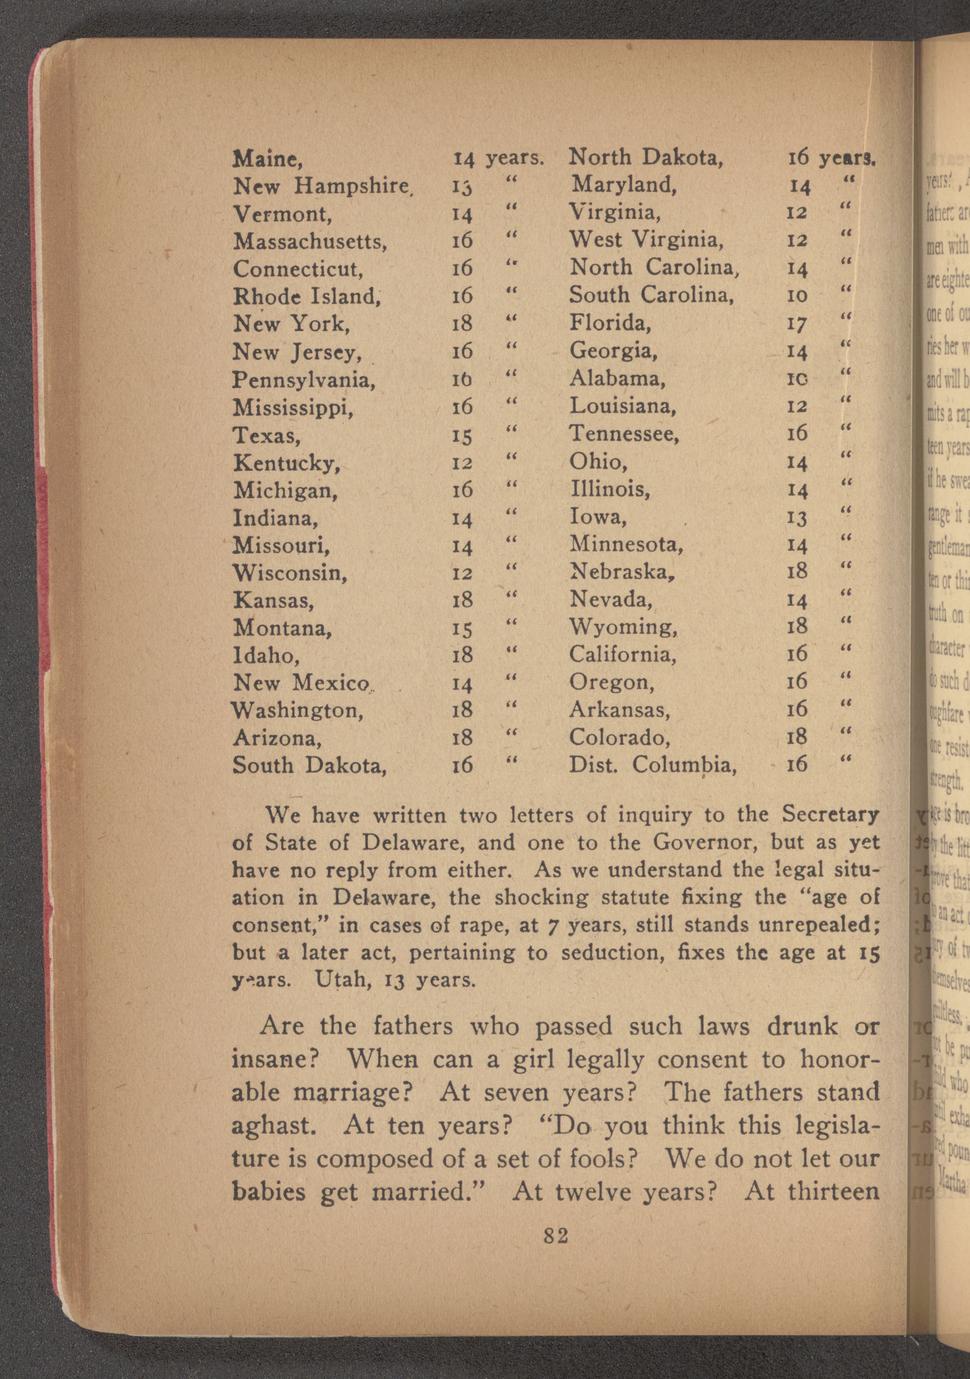 Maine, 14 years. North Dakota, 16 years.
New Hampshire, 13 “ Maryland, 14 “
Vermont, 14 “ Virginia, 12 “
Massachusetts, 16 “ West Virginia, 12 “
Connecticut, 16 “ North Carolina, 14 “
Rhode Island, 16 “ South Carolina, 10 “
New York, 18 “ Florida, 17 “
New Jersey, 16 “ Georgia, 14 “
Pennsylvania, 16 “ Alabama, 10 “
Mississippi, 16 “ Louisiana, 12 “
Texas, 15 “ Tennessee, 16 “
Kentucky, 12 “ Ohio, 14 “
Michigan, 16 “ Illinois, 14 “
Indiana, 14 “ Iowa, 13 “
Missouri, 14 “ Minnesota, 14 “
Wisconsin, 12 “ Nebraska, 18 “
Kansas, 18 “ Nevada, 14 “
Montana, 15 “ Wyoming, 18 “
Idaho, 18 “ California, 16 “
New Mexico, 14 “ Oregon, 16 “
Washington, 18 “ Arkansas, 16 “
Arizona, 18 “ Colorado, 18 “
South Dakota, 16 “ Dist. Columbia, 16 “
We have written two letters of inquiry to the Secretary
of State of Delaware, and one to the Governor, but as yet
have no reply from either. As we understand the legal situ-
ation in Delaware, the shocking statute fixing the “age of
consent,” in cases of rape, at 7 years, still stands unrepealed;
but a later act, pertaining to seduction, fixes the age at 15
years. Utah, 13 years.
Are the fathers who passed such laws drunk or
insane? When can a girl legally consent to honor-
able marriage? At seven years? The fathers stand
aghast. At ten years? “Do you think this legisla-
ture is composed of a set of fools? We do not let our
babies get married.” At twelve years? At thirteen
82